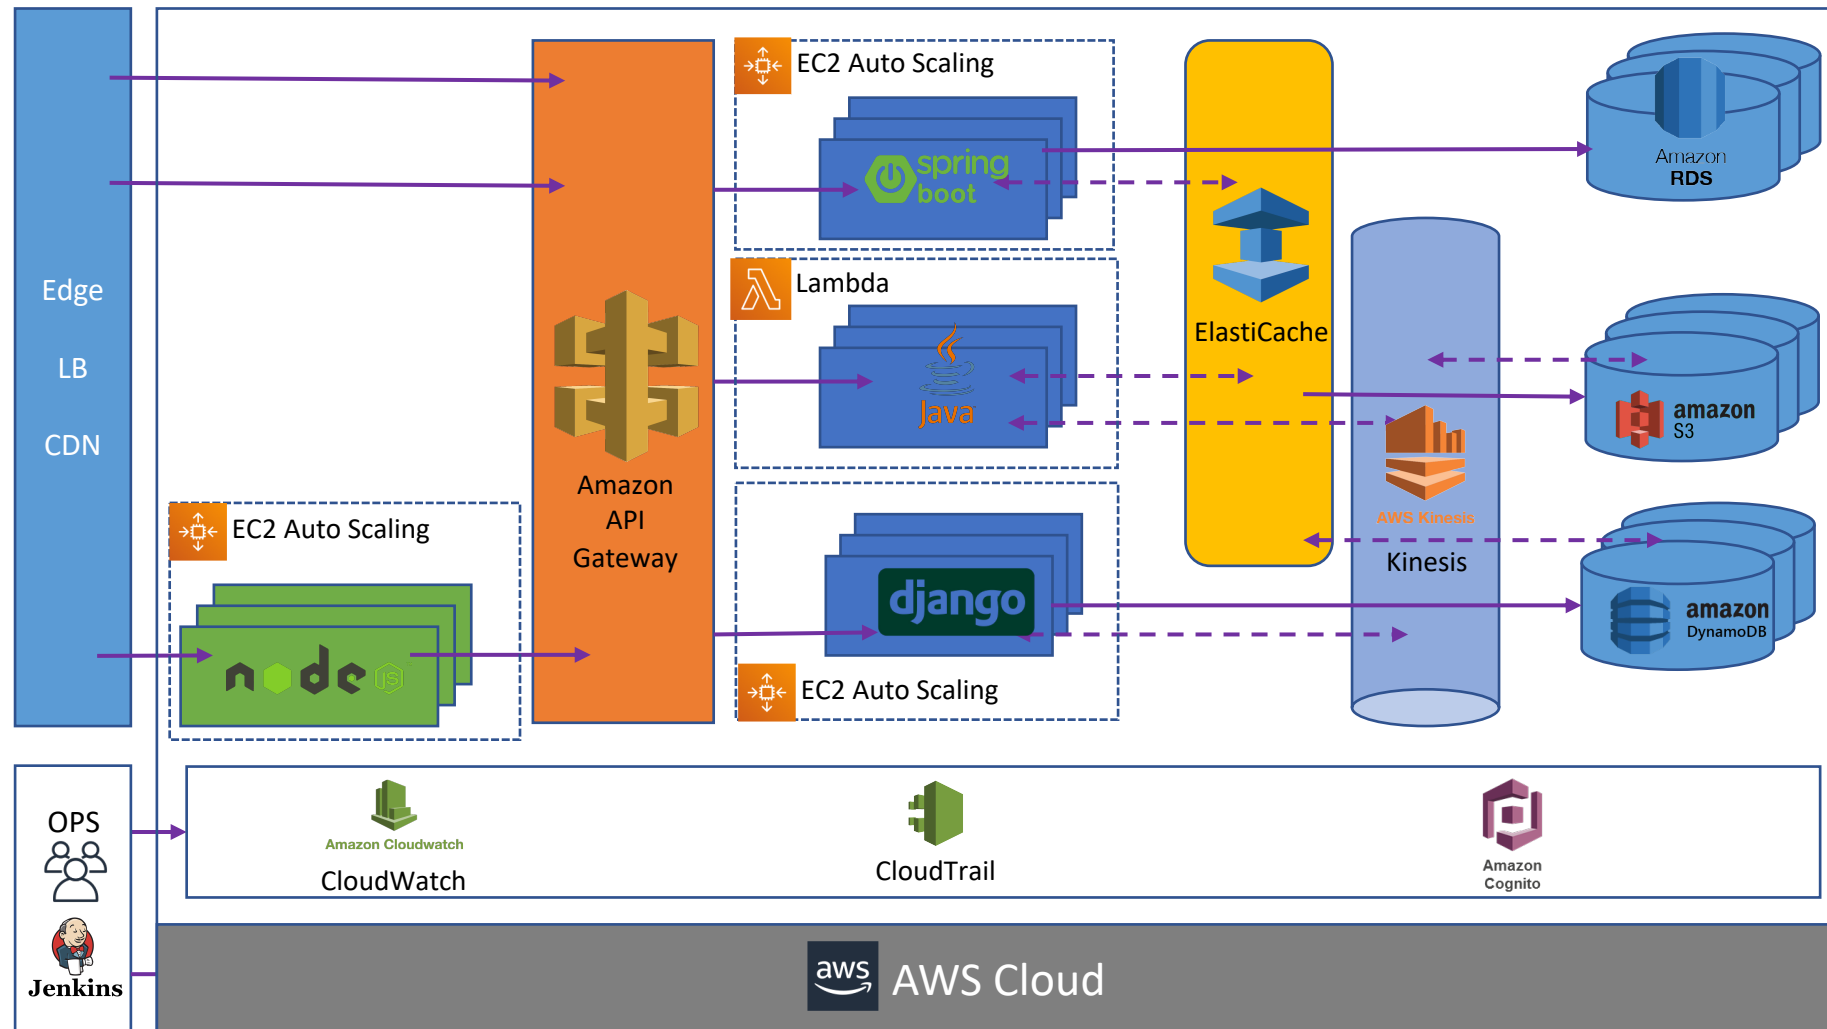 Edge
LB
CDN
EC2 Auto Scaling
node
JS
Amazon
API
Gateway
EC2 Auto Scaling
spring
boot
Lambda
Java
django
EC2 Auto Scaling
ElastiCache
AWS Kinesis
Kinesis
Amazon
RDS
amazon
S3
amazon
DynamoDB
OPS
Jenkins
Amazon Cloudwatch
CloudWatch
CloudTrail
Amazon
Cognito
aws
AWS Cloud